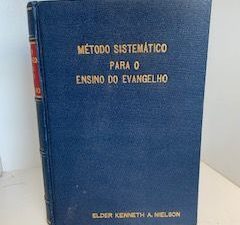 MÉTODO SISTEMÁTICO
PARA O
ENSINO DO EVANGELHO
ELDER KENNETH A. NIELSON